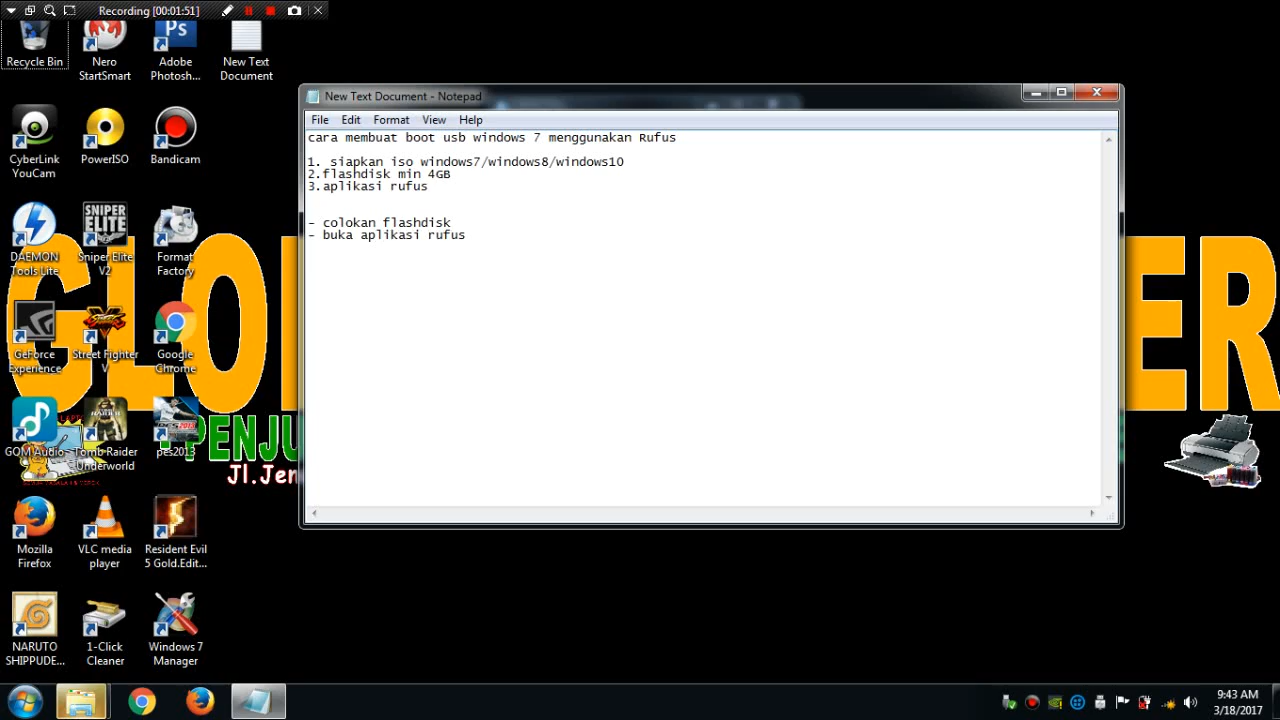 Recording [00:01:51]
Recycle Bin
Nero StartSmart
Adobe Photosh...
New Text Document
CyberLink YouCam
PowerISO
Bandicam
DAEMON Tools Lite
SNIPER ELITE
Sniper Elite V2
Format Factory
GeForce Experience
Street Fighter V
Google Chrome
GOM Audio
Tomb Raider Underworld
pes2013
Mozilla Firefox
VLC media player
Resident Evil 5 Gold.Edit...
NARUTO SHIPPUDE...
1-Click Cleaner
Windows 7 Manager
New Text Document - Notepad
File Edit Format View Help
cara membuat boot usb windows 7 menggunakan Rufus
1. siapkan iso windows7/windows8/windows10
2.flashdisk min 4GB
3.aplikasi rufus
- colokan flashdisk
- buka aplikasi rufus
ER
PENJU
Jl.Jen
9:43 AM
3/18/2017